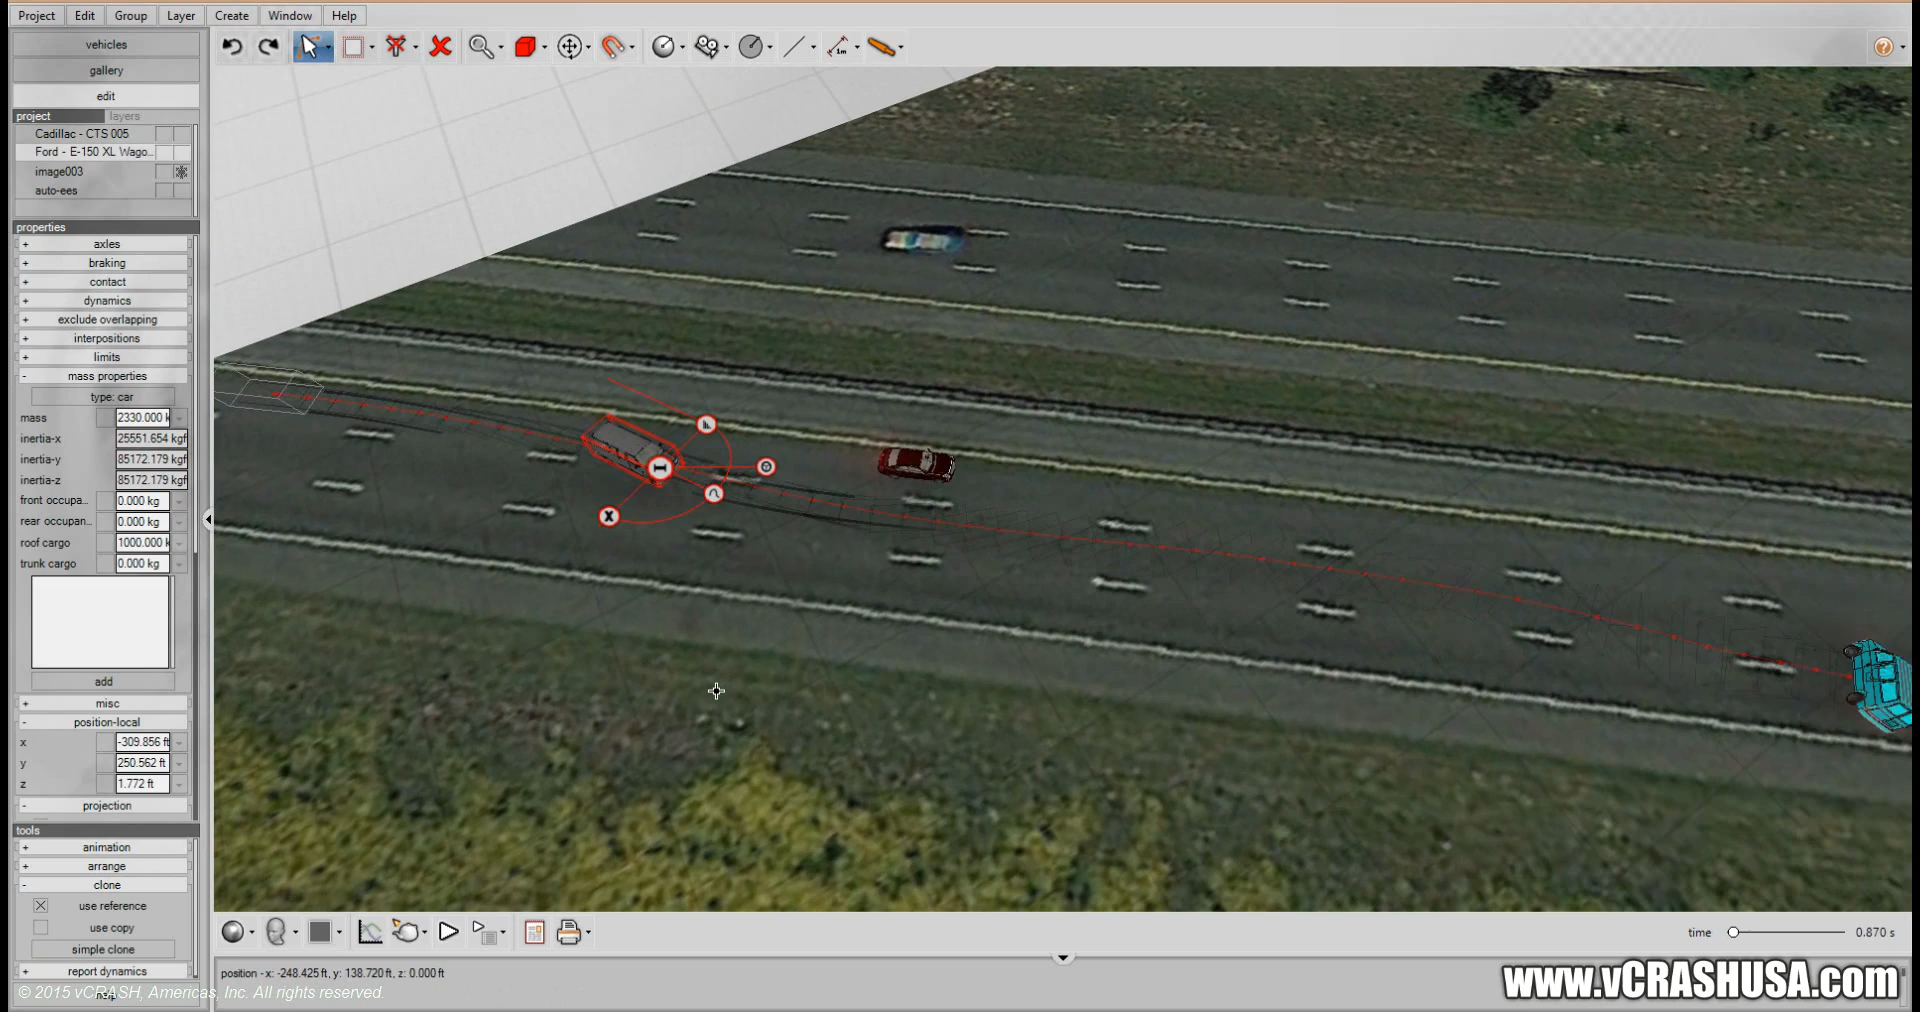 Project Edit Group Layer Create Window Help
vehicles
gallery
edit
project layers
Cadillac - CTS 005
Ford - E-150 XL Wago...
image003
auto-ees
properties
+ axles
+ braking
+ contact
+ dynamics
+ exclude overlapping
+ interpositions
+ limits
- mass properties
type: car
mass 2330.000 k
inertia-x 25551.654 kgf
inertia-y 85172.179 kgf
inertia-z 85172.179 kgf
front occupa... 0.000 kg
rear occupan... 0.000 kg
roof cargo 1000.000 k
trunk cargo 0.000 kg
add
+ misc
- position-local
x -309.856 ft
y 250.562 ft
z 1.772 ft
- projection
tools
+ animation
+ arrange
- clone
use reference
use copy
simple clone
+ report dynamics
help
© 2015 vCRASH, Americas, Inc. All rights reserved.
1m
X
time 0.870 s
position - x: -248.425 ft, y: 138.720 ft, z: 0.000 ft
www.vCRASHUSA.com